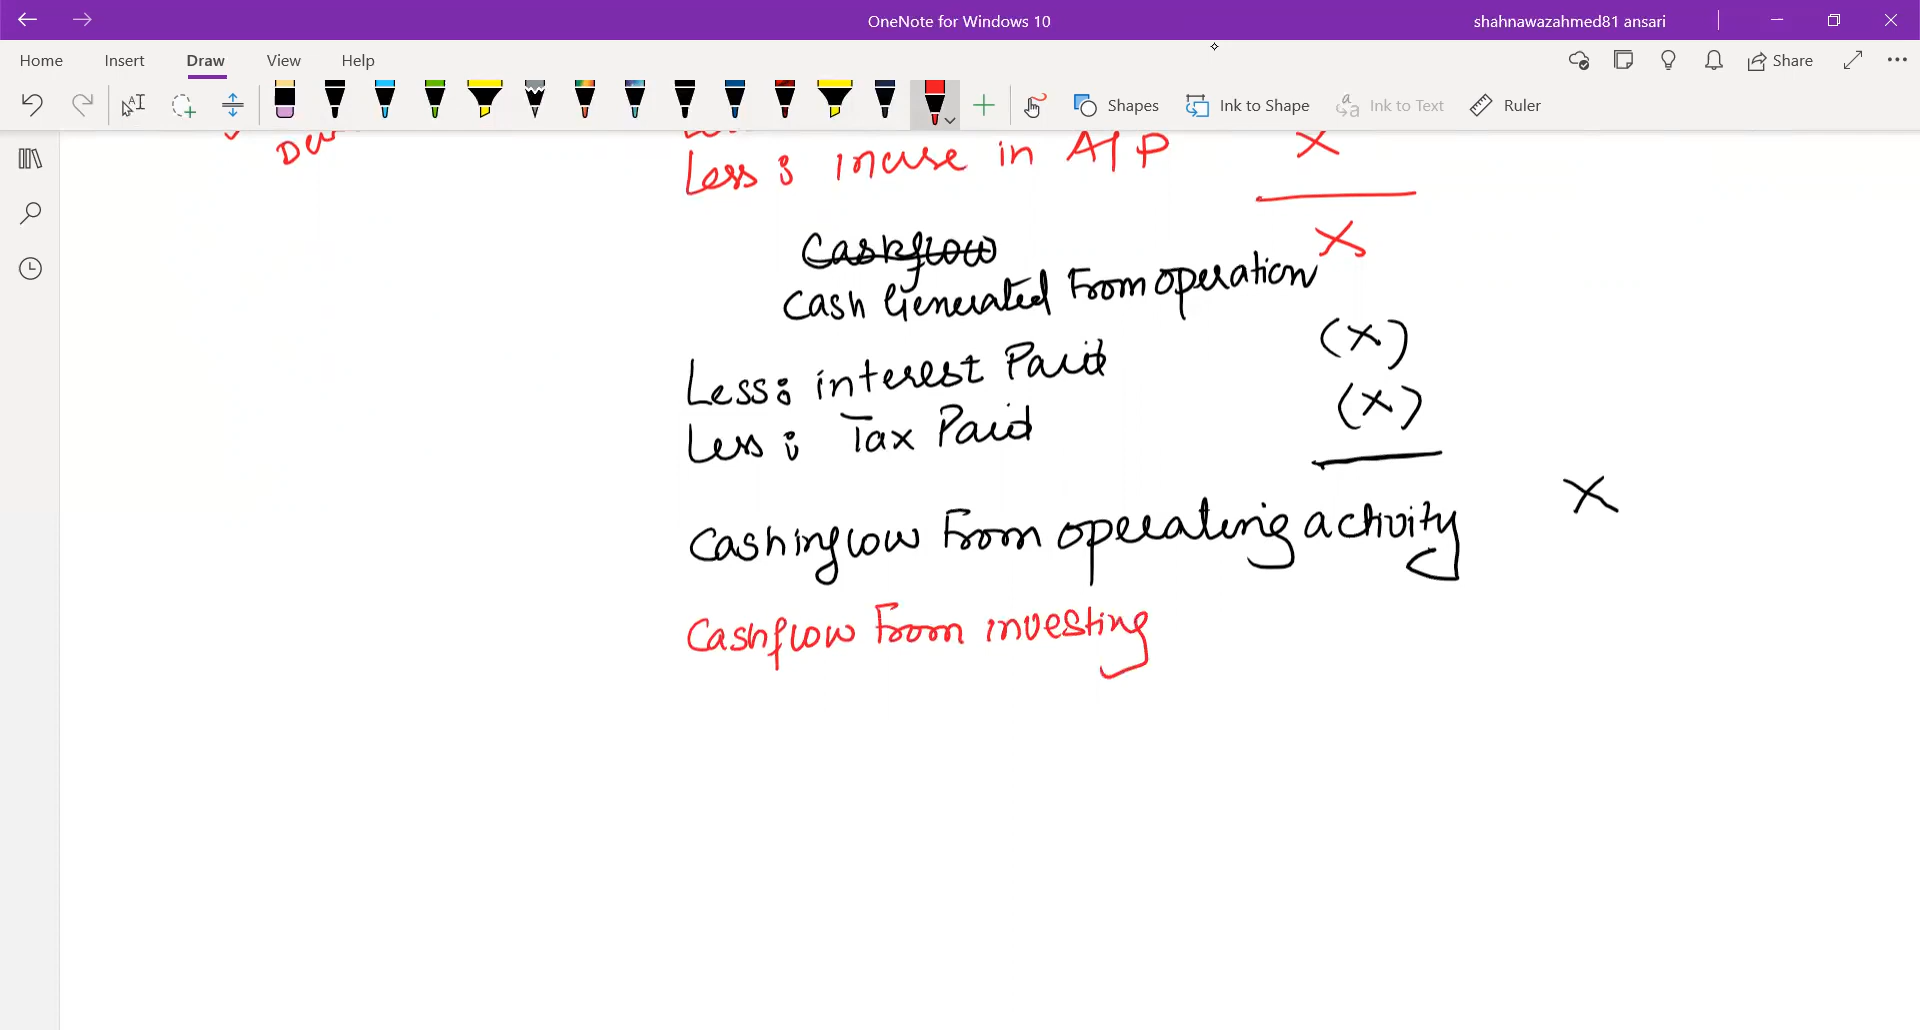 OneNote for Windows 10
shahnawazahmed81 ansari
Home Insert Draw View Help
Share
Shapes Ink to Shape Ink to Text Ruler
Less: increse in A/P X
X
Cashflow
Cash Generated From operation
Less: interest Paid (X)
Less: Tax Paid (X)
Cashinflow From operating activity X
Cashflow From investing